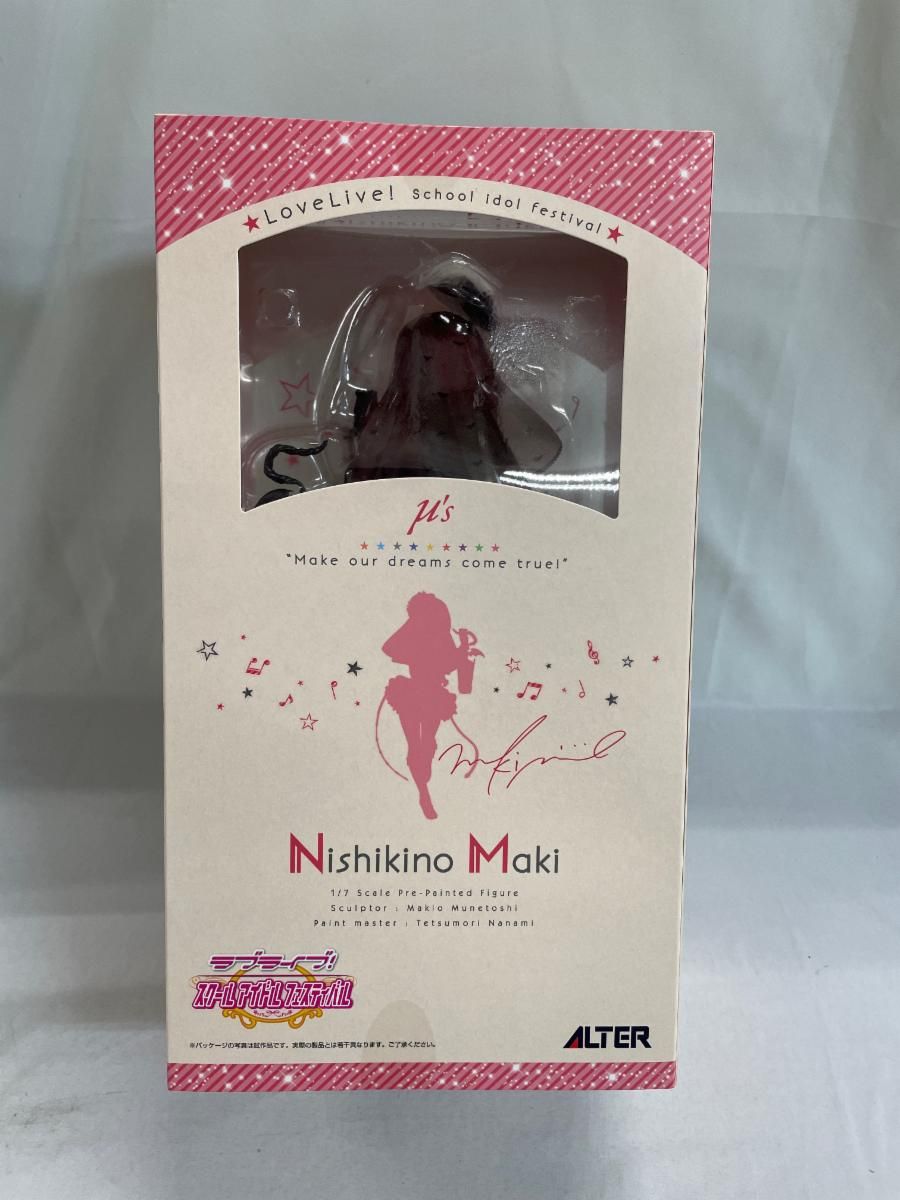 LoveLive! School idol festival
μ's
"Make our dreams come true!"
Nishikino Maki
1/7 Scale Pre-Painted Figure
Sculptor : Makio Munetoshi
Paint master : Tetsumori Nanami
ラブライブ!
スクールアイドルフェスティバル
ALTER
※パッケージの写真は試作品です。実際の製品とは若干異なります。ご了承ください。